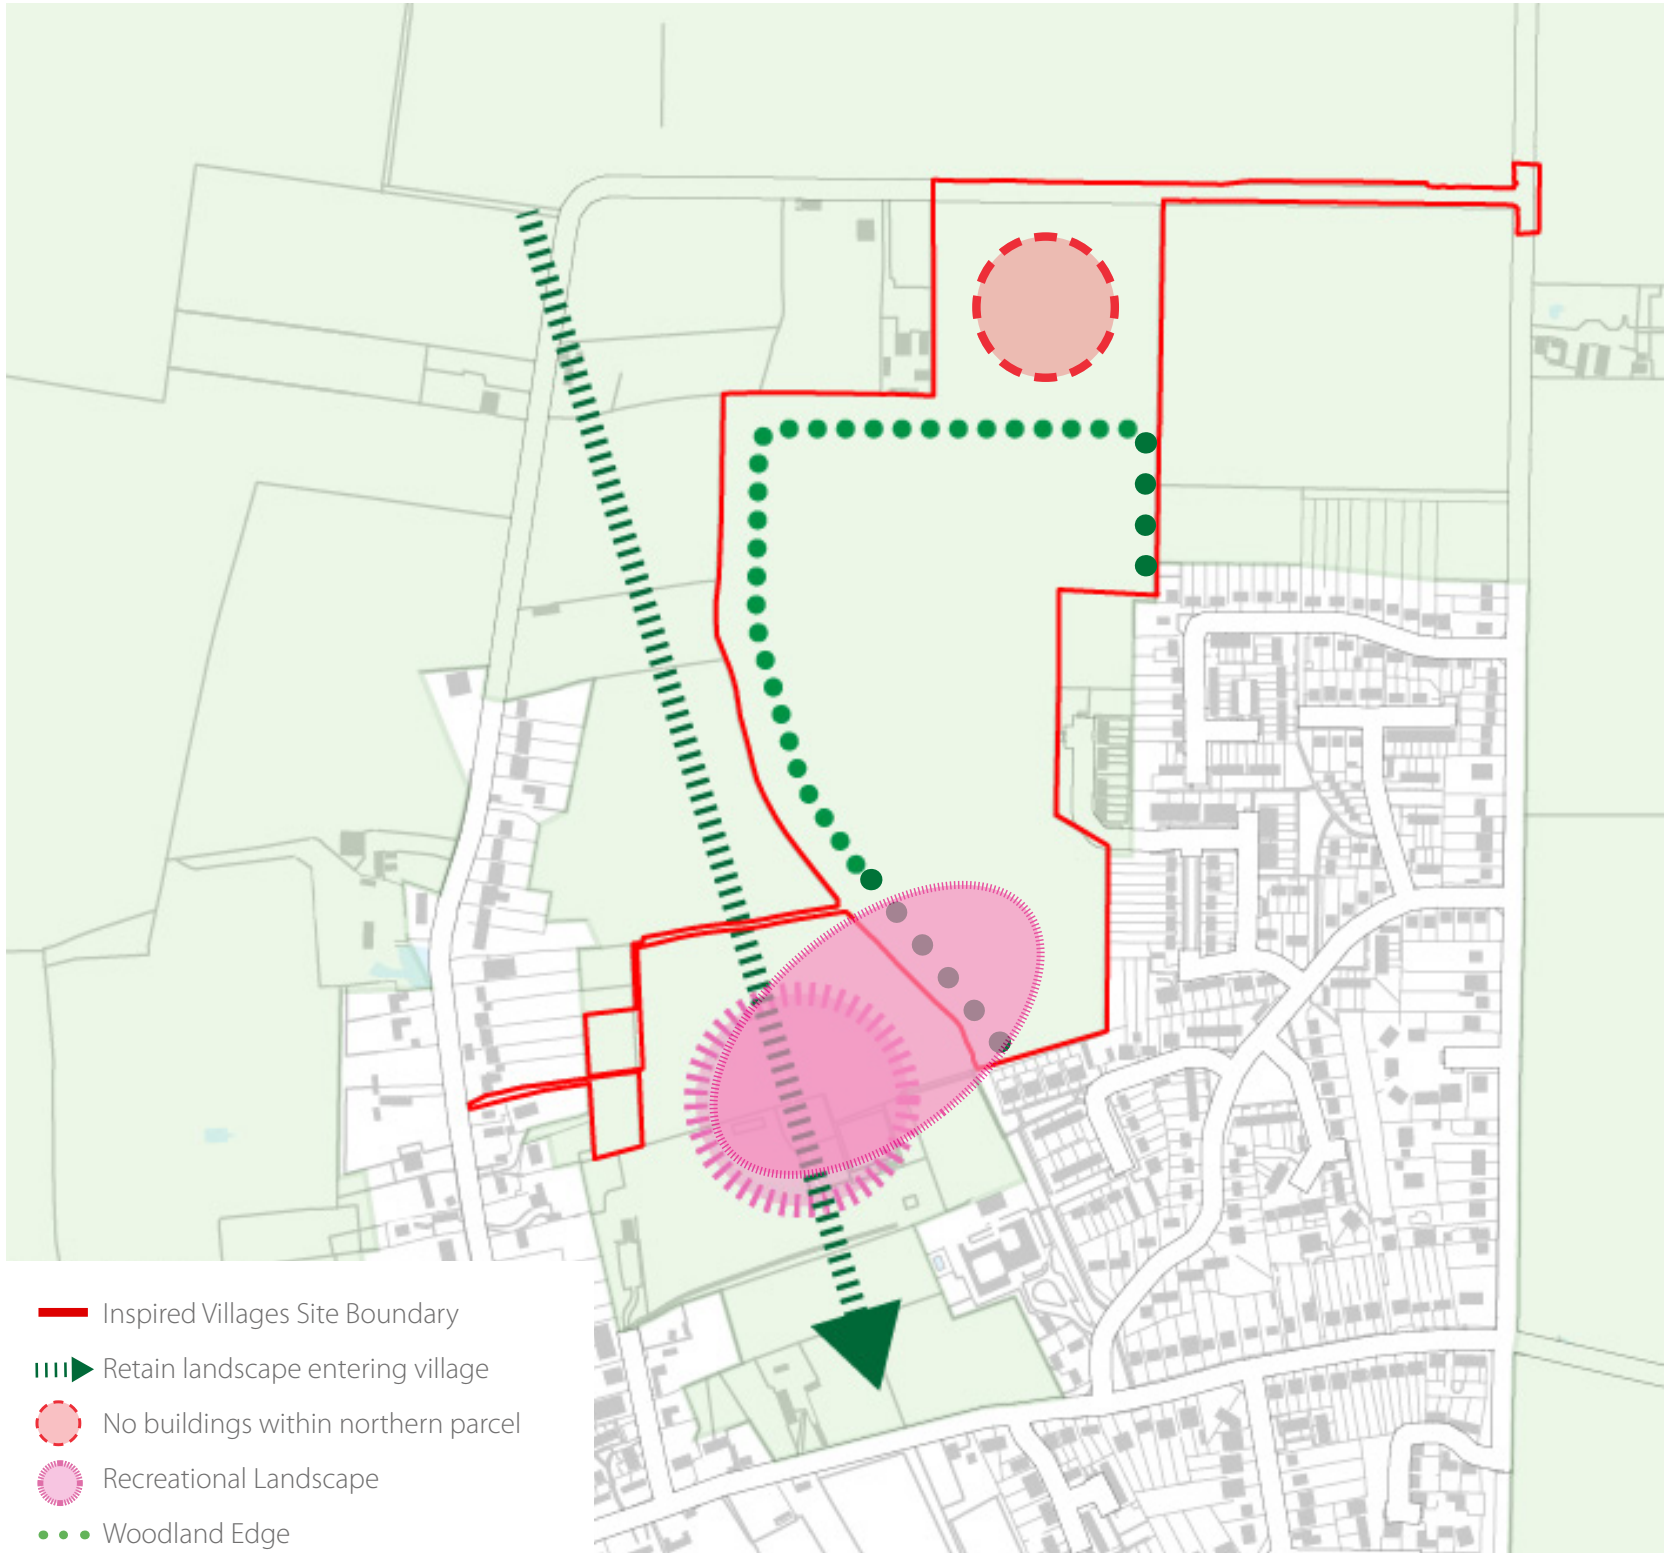 Inspired Villages Site Boundary
Retain landscape entering village
No buildings within northern parcel
Recreational Landscape
Woodland Edge